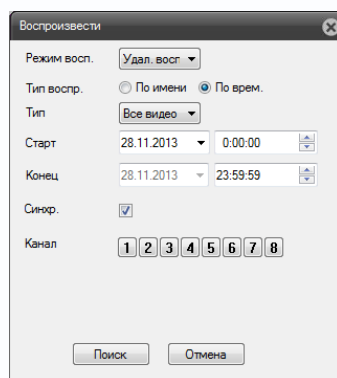 Воспроизвести
Режим восп. Удал. восг
Тип воспр. По имени По врем.
Тип Все видео
Старт 28.11.2013 0:00:00
Конец 28.11.2013 23:59:59
Синхр.
Канал 1 2 3 4 5 6 7 8
Поиск Отмена